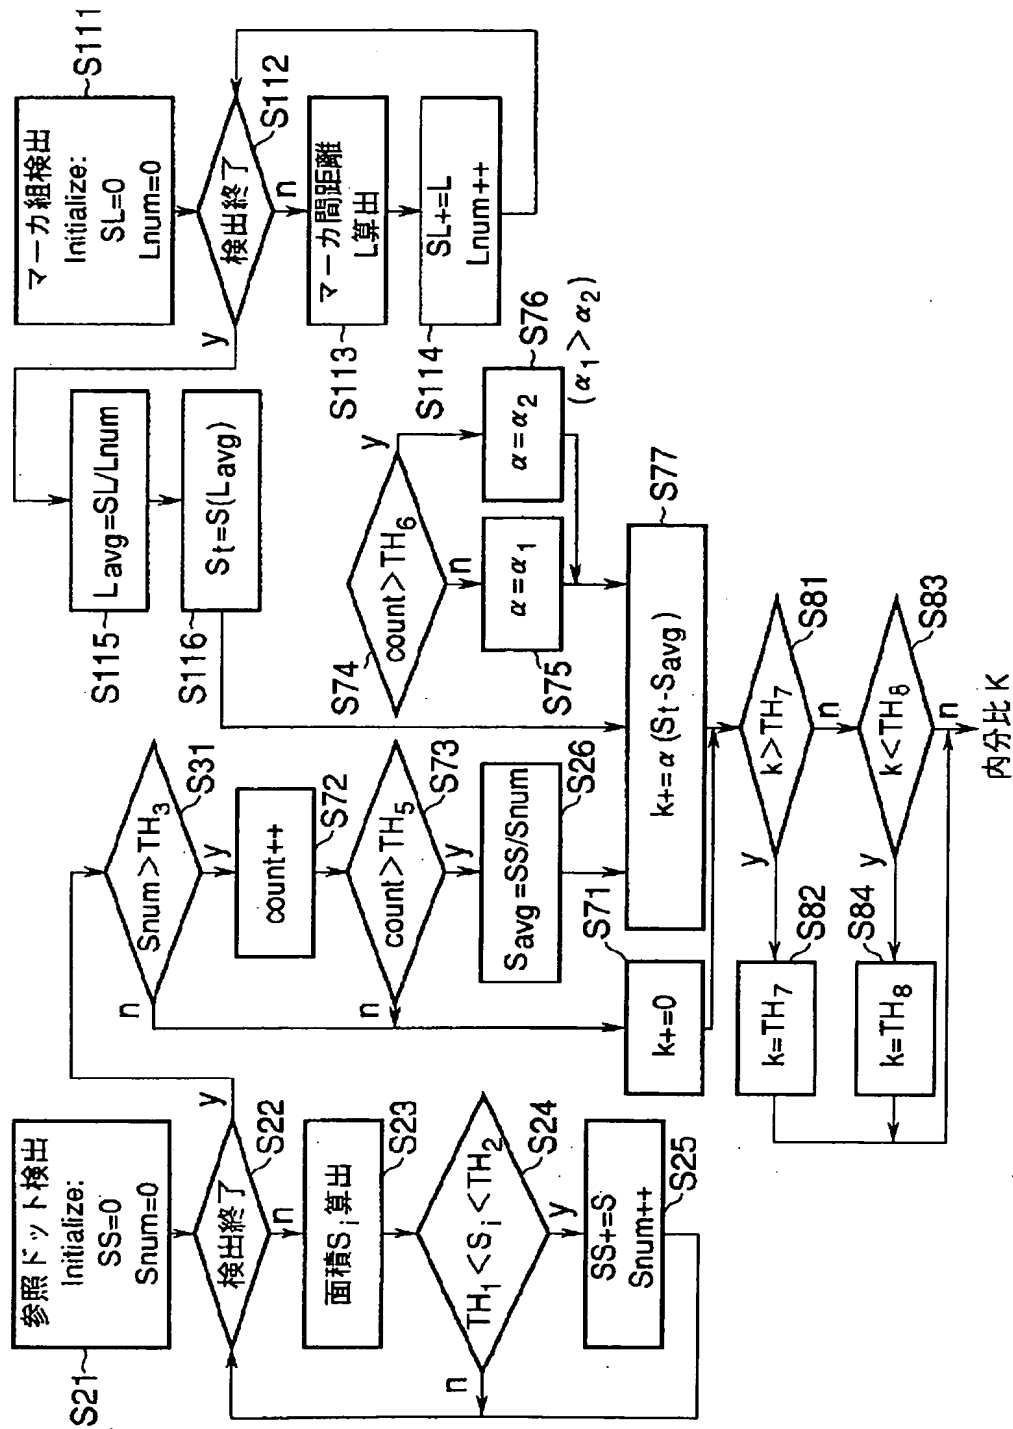 参照ドット検出
Initialize:
SS=0
Snum=0
S21
検出終了
S22
y
n
面積Si算出
S23
TH1<Si<TH2
S24
n
y
SS+=S
Snum++
S25
Snum>TH3
S31
n
y
count++
S72
count>TH5
S73
n
y
Savg=SS/Snum
S26
S71
k+=0
マーカ組検出
Initialize:
SL=0
Lnum=0
S111
検出終了
S112
y
n
マーカ間距離
L算出
S113
SL+=L
Lnum++
S114
Lavg=SL/Lnum
S115
St=S(Lavg)
S116
count>TH6
S74
y
n
α=α1
S75
α=α2
S76
(α1>α2)
k+=α(St-Savg)
S77
k>TH7
S81
y
n
k=TH7
S82
k<TH8
S83
y
n
k=TH8
S84
内分比 K